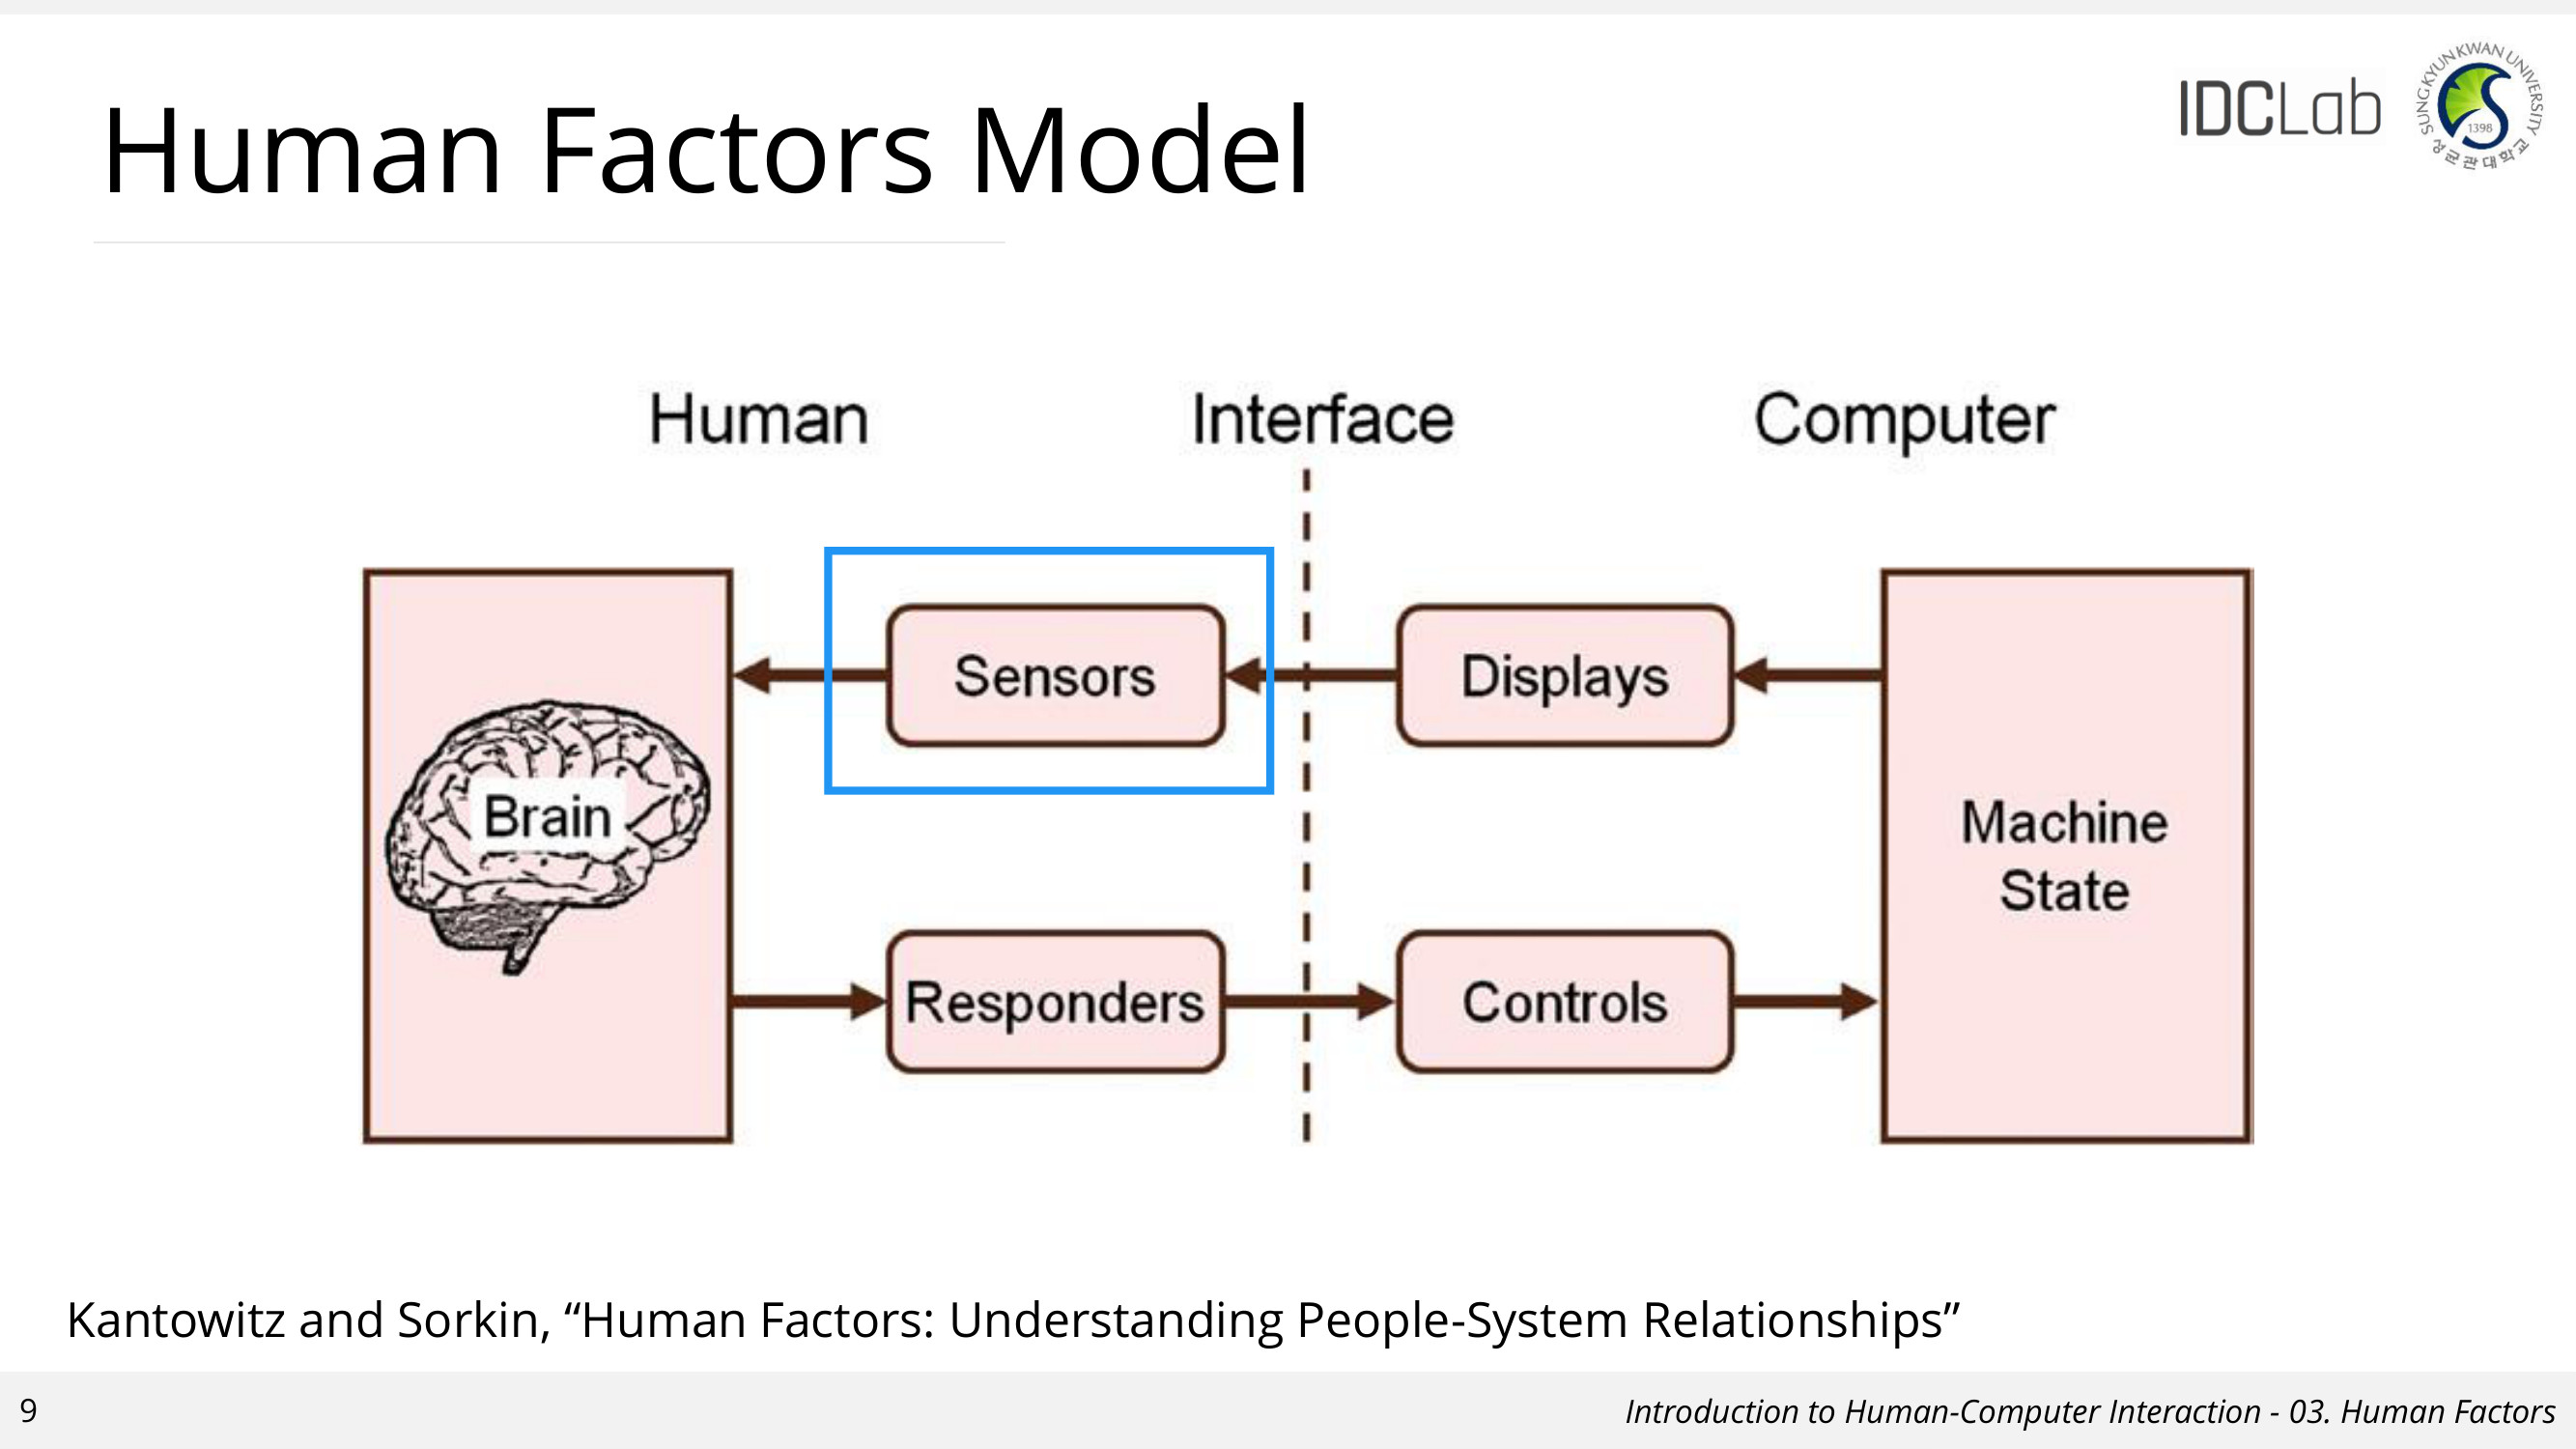 Human Factors Model
IDCLab
SUNGKYUNKWAN UNIVERSITY
1398
성균관대학교
Human
Interface
Computer
Sensors
Displays
Brain
Machine
State
Responders
Controls
Kantowitz and Sorkin, “Human Factors: Understanding People-System Relationships”
9
Introduction to Human-Computer Interaction - 03. Human Factors